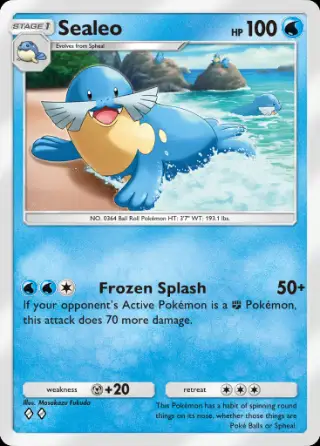 STAGE 1
Sealeo
HP 100
Evolves from Spheal
NO. 0364 Ball Roll Pokémon HT: 3'7" WT: 193.1 lbs.
Frozen Splash 50+
If your opponent's Active Pokémon is a Pokémon,
this attack does 70 more damage.
weakness +20 retreat
Illus. Masakazu Fukuda
This Pokémon has a habit of spinning round
things on its nose, whether those things are
Poké Balls or Spheal.